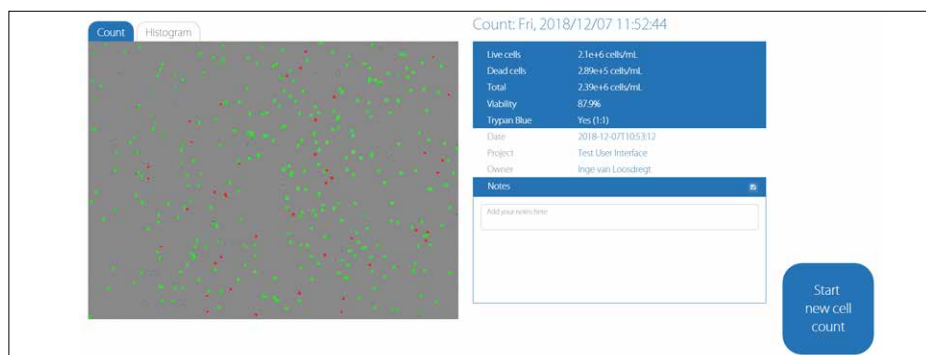 Count
Histogram
Count: Fri, 2018/12/07 11:52:44
Live cells 2.1e+6 cells/mL
Dead cells 2.89e+5 cells/mL
Total 2.39e+6 cells/mL
Viability 87.9%
Trypan Blue Yes (1:1)
Date 2018-12-07T10:53:12
Project Test User Interface
Owner Inge van Loosdregt
Notes
Add your notes here
Start
new cell
count